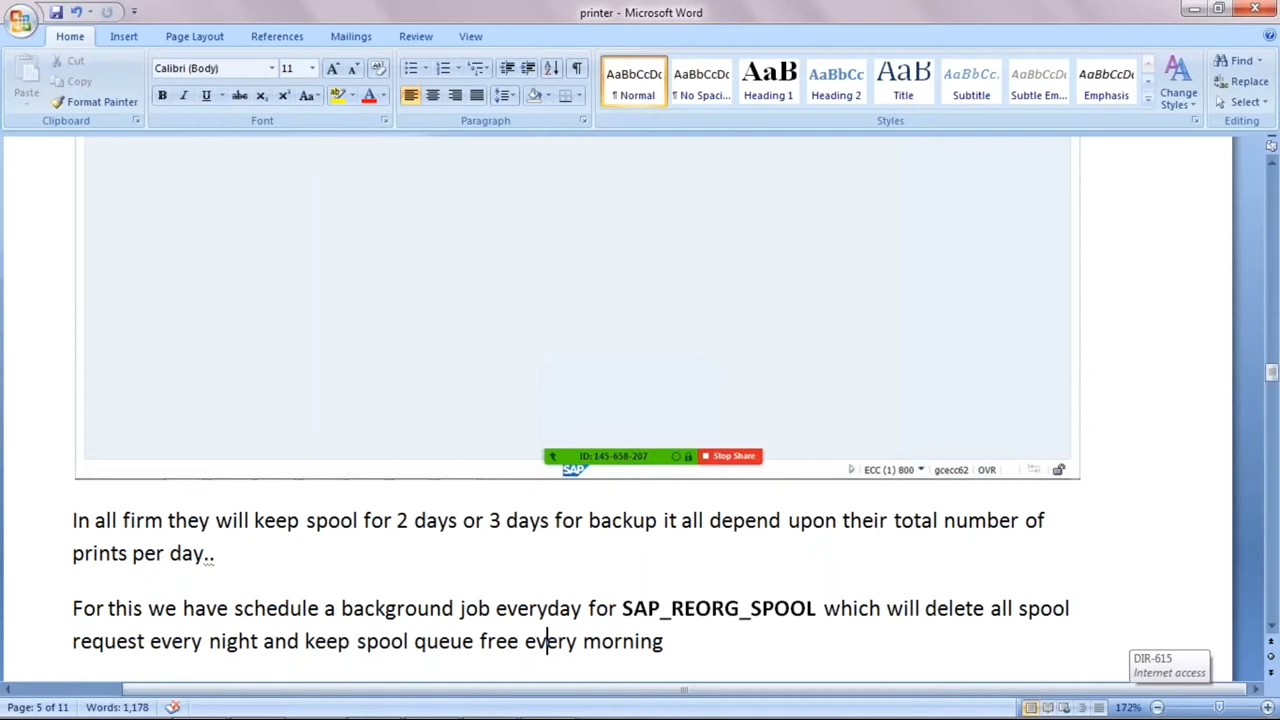 printer - Microsoft Word
Home Insert Page Layout References Mailings Review View
Paste
Cut
Copy
Format Painter
Clipboard
Calibri (Body) 11
Font
Paragraph
AaBbCcDc AaBbCcDc AaB AaBbCc AaB AaBbCc AaBbCcDc AaBbCcDc
¶ Normal ¶ No Spaci... Heading 1 Heading 2 Title Subtitle Subtle Em... Emphasis
Change Styles
Styles
Find
Replace
Select
Editing
ID: 145-658-207 Stop Share
SAP ECC (1) 800 gcecc62 OVR
In all firm they will keep spool for 2 days or 3 days for backup it all depend upon their total number of
prints per day..
For this we have schedule a background job everyday for SAP_REORG_SPOOL which will delete all spool
request every night and keep spool queue free every morning
DIR-615
Internet access
Page: 5 of 11 Words: 1,178 172%